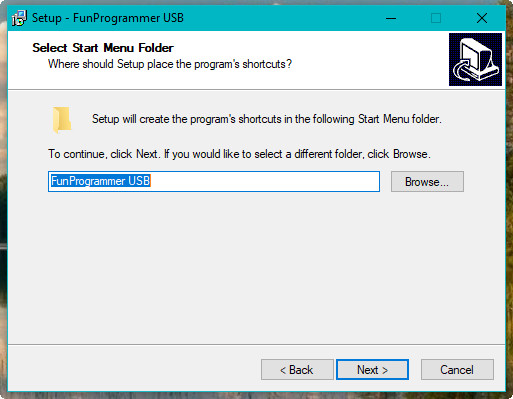 Setup - FunProgrammer USB
Select Start Menu Folder
Where should Setup place the program's shortcuts?
Setup will create the program's shortcuts in the following Start Menu folder.
To continue, click Next. If you would like to select a different folder, click Browse.
FunProgrammer USB
Browse...
< Back
Next >
Cancel